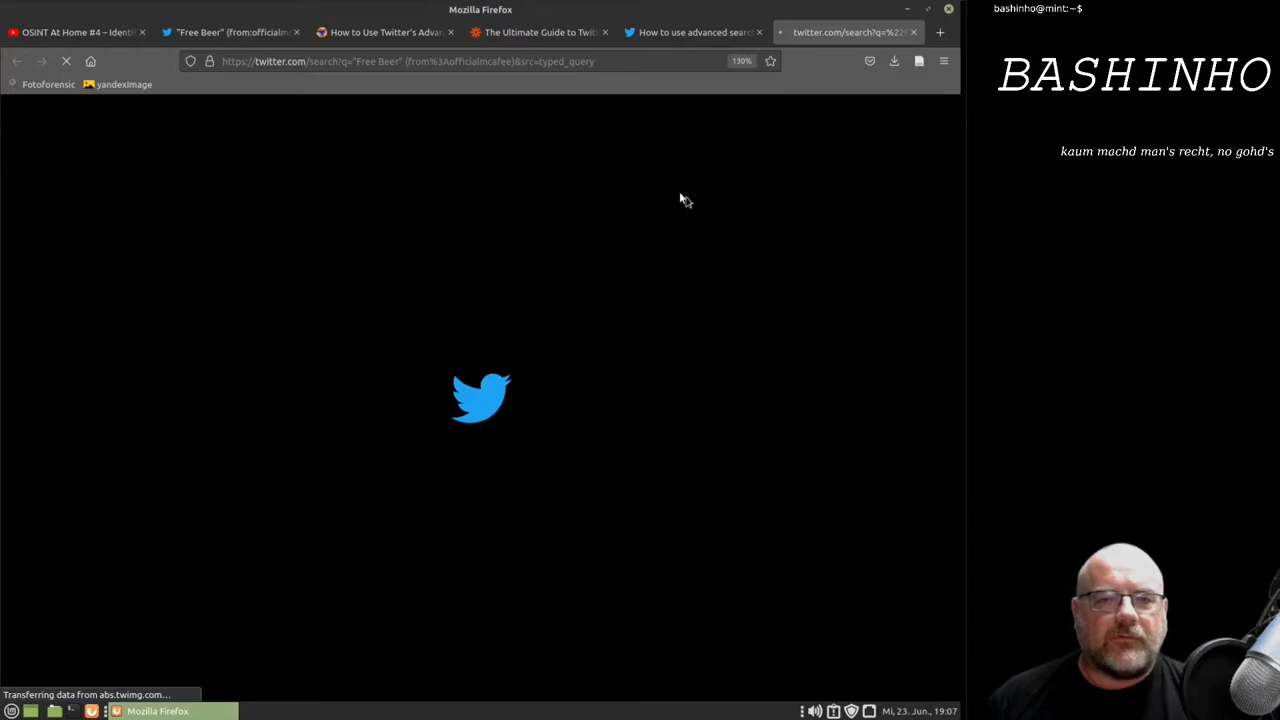 Mozilla Firefox
bashinho@mint:~$
OSINT At Home #4 – Identi
"Free Beer" (from:officialmc
How to Use Twitter's Advan
The Ultimate Guide to Twit
How to use advanced searc
twitter.com/search?q=%22F
https://twitter.com/search?q="Free Beer" (from%3Aofficialmcafee)&src=typed_query
130%
Fotoforensic
yandexImage
BASHINHO
kaum machd man's recht, no gohd's
Transferring data from abs.twimg.com…
Mozilla Firefox
Mi, 23. Jun., 19:07